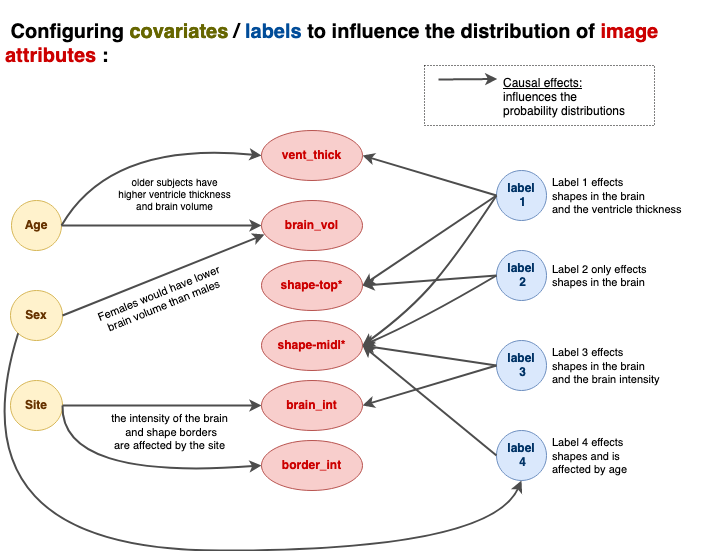 Configuring covariates / labels to influence the distribution of image
attributes :
Causal effects:
influences the
probability distributions
vent_thick
older subjects have
higher ventricle thickness
and brain volume
label
1
Label 1 effects
shapes in the brain
and the ventricle thickness
Age
brain_vol
Females would have lower
brain volume than males
shape-top*
label
2
Label 2 only effects
shapes in the brain
Sex
shape-midl*
label
3
Label 3 effects
shapes in the brain
and the brain intensity
Site
brain_int
the intensity of the brain
and shape borders
are affected by the site
border_int
label
4
Label 4 effects
shapes and is
affected by age